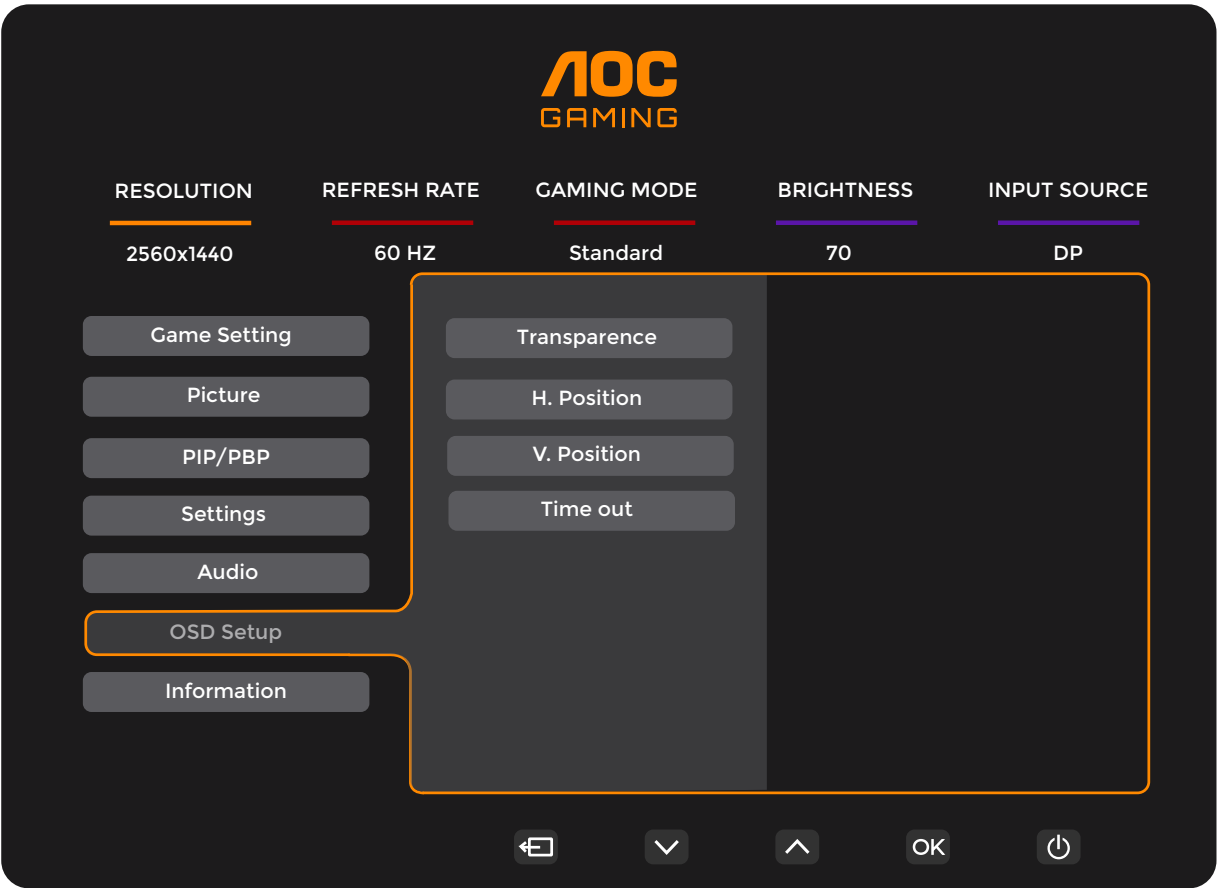 AOC
GAMING
RESOLUTION REFRESH RATE GAMING MODE BRIGHTNESS INPUT SOURCE
2560x1440 60 HZ Standard 70 DP
Game Setting
Picture
PIP/PBP
Settings
Audio
OSD Setup
Information
Transparence
H. Position
V. Position
Time out
OK